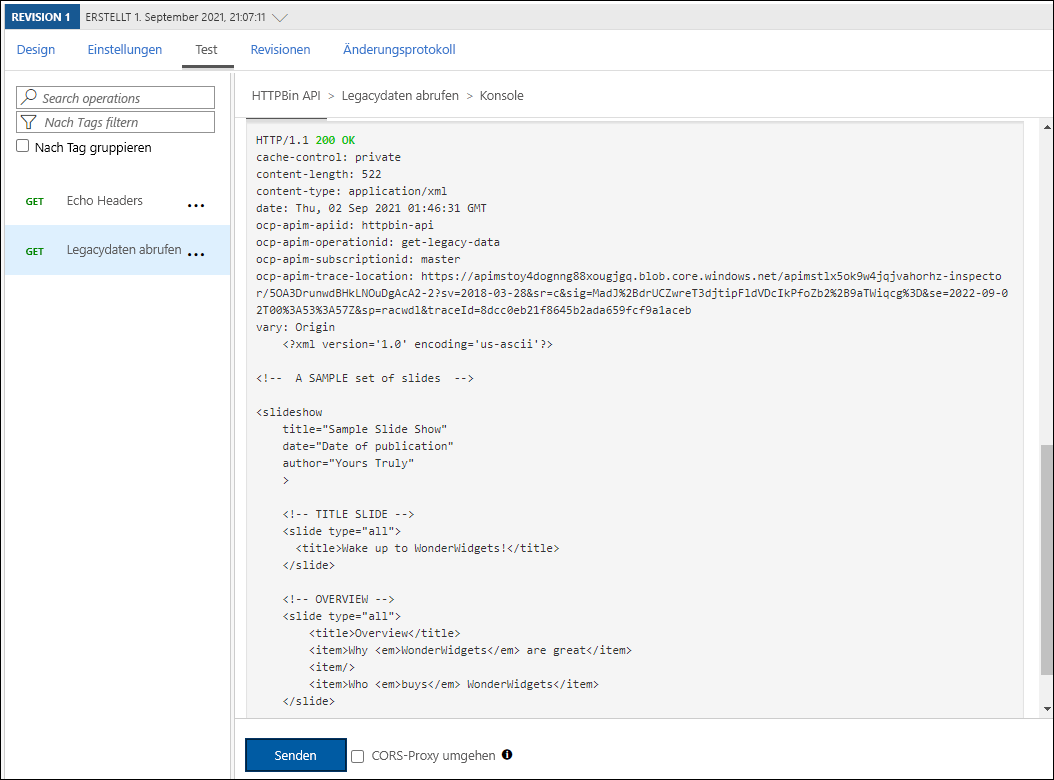 REVISION 1 ERSTELLT 1. September 2021, 21:07:11
Design Einstellungen Test Revisionen Änderungsprotokoll
Search operations
Nach Tags filtern
Nach Tag gruppieren
GET Echo Headers ...
GET Legacydaten abrufen ...
HTTPBin API > Legacydaten abrufen > Konsole
HTTP/1.1 200 OK
cache-control: private
content-length: 522
content-type: application/xml
date: Thu, 02 Sep 2021 01:46:31 GMT
ocp-apim-apiid: httpbin-api
ocp-apim-operationid: get-legacy-data
ocp-apim-subscriptionid: master
ocp-apim-trace-location: https://apimstoy4dognng88xougjgq.blob.core.windows.net/apimstlx5ok9w4jqjvahorhz-inspecto
r/5OA3DrunwdBHkLNOuDgAcA2-2?sv=2018-03-28&sr=c&sig=MadJ%2BdrUCZwreT3djtipFldVDcIkPfoZb2%2B9aTWiqcg%3D&se=2022-09-0
2T00%3A53%3A57Z&sp=racwdl&traceId=8dcc0eb21f8645b2ada659fcf9a1aceb
vary: Origin
<?xml version='1.0' encoding='us-ascii'?>
<!--  A SAMPLE set of slides  -->
<slideshow
title="Sample Slide Show"
date="Date of publication"
author="Yours Truly"
>
<!-- TITLE SLIDE -->
<slide type="all">
<title>Wake up to WonderWidgets!</title>
</slide>
<!-- OVERVIEW -->
<slide type="all">
<title>Overview</title>
<item>Why <em>WonderWidgets</em> are great</item>
<item/>
<item>Who <em>buys</em> WonderWidgets</item>
</slide>
Senden CORS-Proxy umgehen